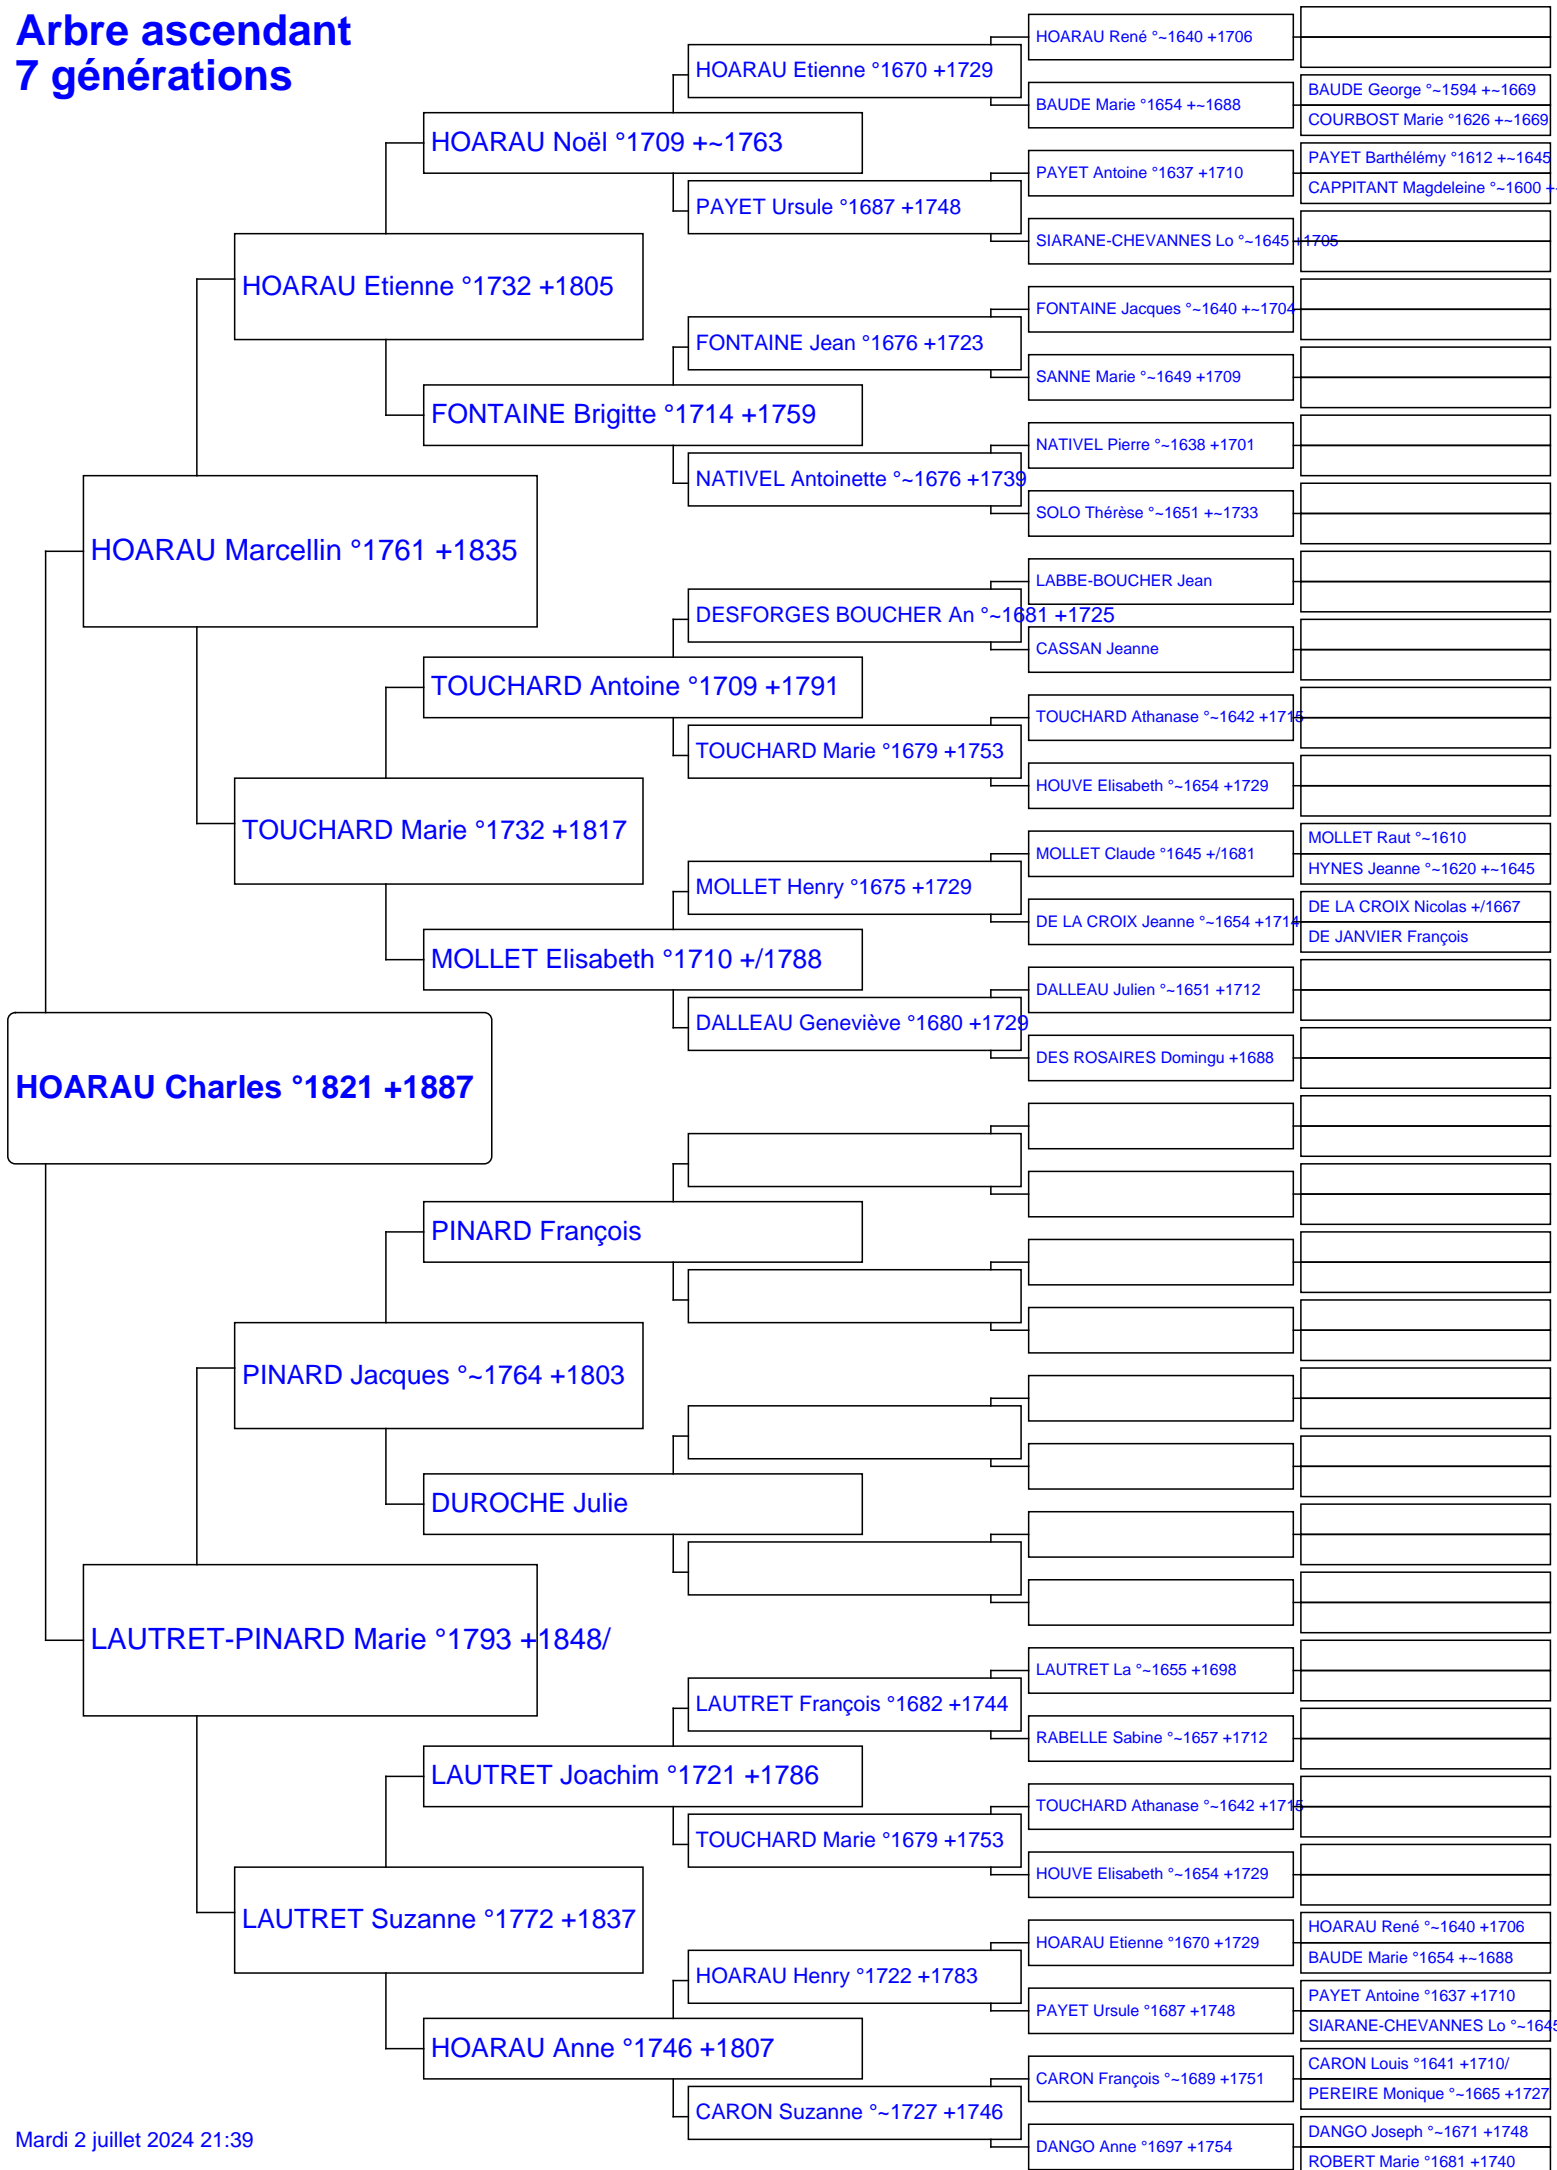 Arbre ascendant
7 générations
HOARAU Charles °1821 +1887
HOARAU Marcellin °1761 +1835
LAUTRET-PINARD Marie °1793 +1848/
HOARAU Etienne °1732 +1805
TOUCHARD Marie °1732 +1817
PINARD Jacques °~1764 +1803
LAUTRET Suzanne °1772 +1837
HOARAU Noël °1709 +~1763
FONTAINE Brigitte °1714 +1759
TOUCHARD Antoine °1709 +1791
MOLLET Elisabeth °1710 +/1788
PINARD François
DUROCHE Julie
LAUTRET Joachim °1721 +1786
HOARAU Anne °1746 +1807
HOARAU Etienne °1670 +1729
PAYET Ursule °1687 +1748
FONTAINE Jean °1676 +1723
NATIVEL Antoinette °~1676 +1739
DESFORGES BOUCHER An °~1681 +1725
TOUCHARD Marie °1679 +1753
MOLLET Henry °1675 +1729
DALLEAU Geneviève °1680 +1729
LAUTRET François °1682 +1744
TOUCHARD Marie °1679 +1753
HOARAU Henry °1722 +1783
CARON Suzanne °~1727 +1746
HOARAU René °~1640 +1706
BAUDE Marie °1654 +~1688
PAYET Antoine °1637 +1710
SIARANE-CHEVANNES Lo °~1645 +1705
FONTAINE Jacques °~1640 +~1704
SANNE Marie °~1649 +1709
NATIVEL Pierre °~1638 +1701
SOLO Thérèse °~1651 +~1733
LABBE-BOUCHER Jean
CASSAN Jeanne
TOUCHARD Athanase °~1642 +1715
HOUVE Elisabeth °~1654 +1729
MOLLET Claude °1645 +/1681
DE LA CROIX Jeanne °~1654 +1714
DALLEAU Julien °~1651 +1712
DES ROSAIRES Domingu +1688
LAUTRET La °~1655 +1698
RABELLE Sabine °~1657 +1712
TOUCHARD Athanase °~1642 +1715
HOUVE Elisabeth °~1654 +1729
HOARAU Etienne °1670 +1729
PAYET Ursule °1687 +1748
CARON François °~1689 +1751
DANGO Anne °1697 +1754
BAUDE George °~1594 +~1669
COURBOST Marie °1626 +~1669
PAYET Barthélémy °1612 +~1645
CAPPITANT Magdeleine °~1600 +
MOLLET Raut °~1610
HYNES Jeanne °~1620 +~1645
DE LA CROIX Nicolas +/1667
DE JANVIER François
HOARAU René °~1640 +1706
BAUDE Marie °1654 +~1688
PAYET Antoine °1637 +1710
SIARANE-CHEVANNES Lo °~1645
CARON Louis °1641 +1710/
PEREIRE Monique °~1665 +1727
DANGO Joseph °~1671 +1748
ROBERT Marie °1681 +1740
Mardi 2 juillet 2024 21:39